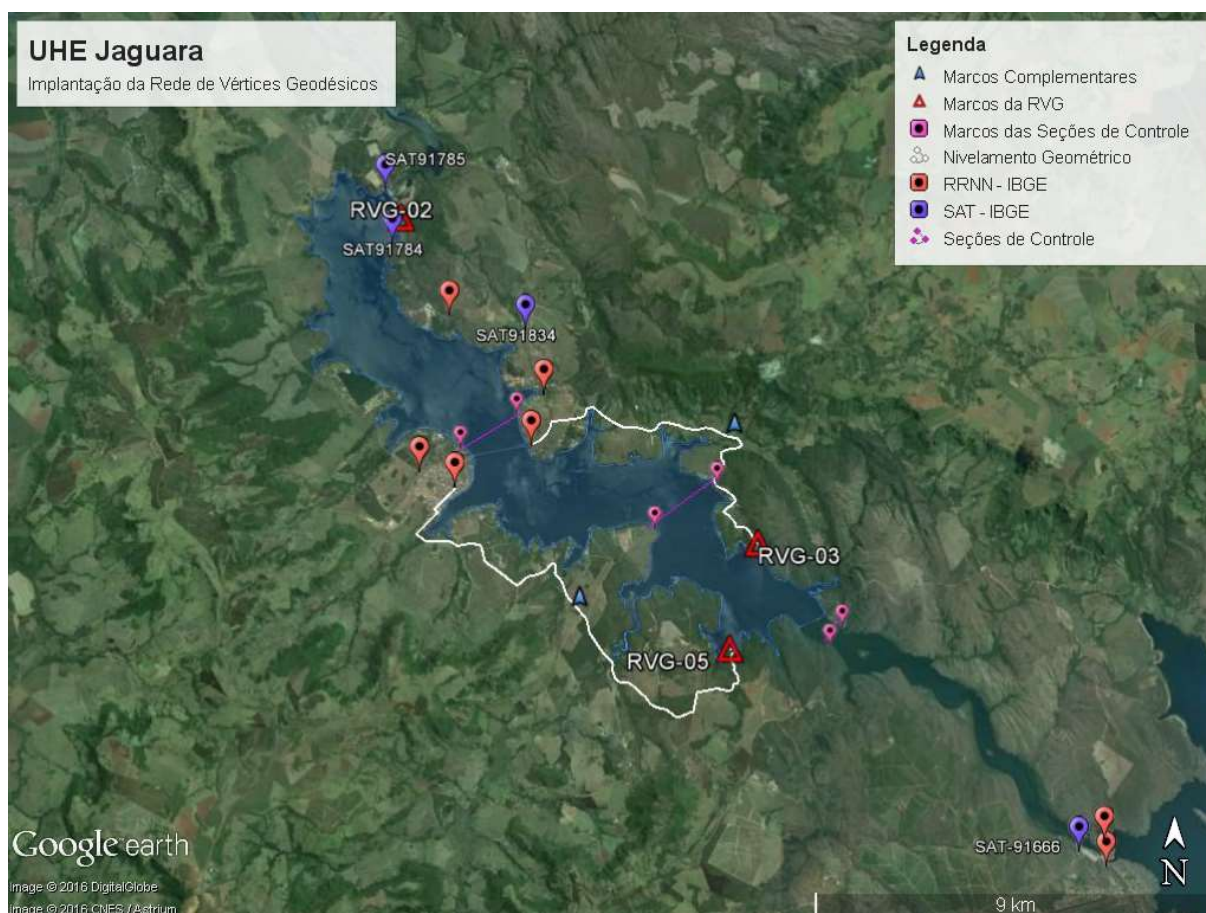 UHE Jaguara
Implantação da Rede de Vértices Geodésicos
Legenda
Marcos Complementares
Marcos da RVG
Marcos das Seções de Controle
Nivelamento Geométrico
RRNN - IBGE
SAT - IBGE
Seções de Controle
SAT91785
RVG-02
SAT91784
SAT91834
RVG-03
RVG-05
SAT-91666
N
Google earth
Image © 2016 DigitalGlobe
Image © 2016 CNES / Astrium
9 km